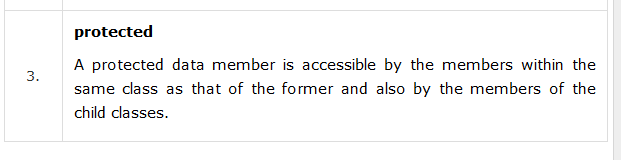 protected
3.
A protected data member is accessible by the members within the
same class as that of the former and also by the members of the
child classes.